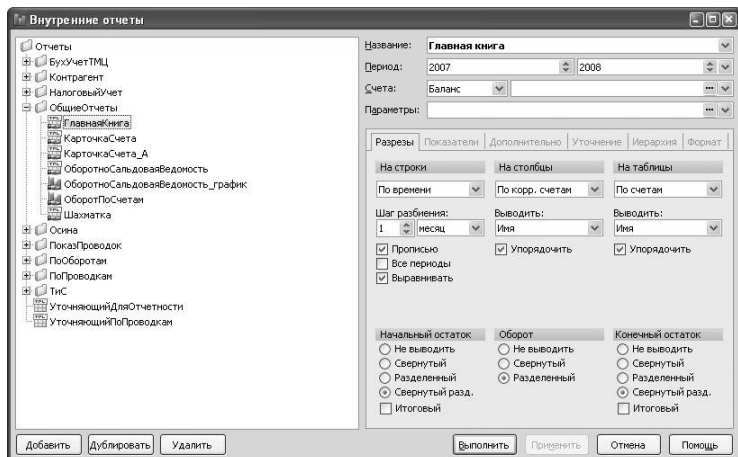 Внутренние отчеты
Отчеты
БухУчетТМЦ
Контрагент
НалоговыйУчет
ОбщиеОтчеты
ГлавнаяКнига
КарточкаСчета
КарточкаСчета_А
ОборотноСальдоваяВедомость
ОборотноСальдоваяВедомость_график
ОборотПоСчетам
Шахматка
Осина
ПоказПроводок
ПоОборотам
ПоПроводкам
ТиС
УточняющийДляОтчетности
УточняющийПоПроводкам
Добавить Дублировать Удалить
Название: Главная книга
Период: 2007 2008
Счета: Баланс
Параметры:
Разрезы Показатели Дополнительно Уточнение Иерархия Формат
На строки На столбцы На таблицы
По времени По корр. счетам По счетам
Шаг разбиения: Выводить: Выводить:
1 месяц Имя Имя
Прописью Упорядочить Упорядочить
Все периоды
Выравнивать
Начальный остаток Оборот Конечный остаток
Не выводить Не выводить Не выводить
Свернутый Свернутый Свернутый
Разделенный Разделенный Разделенный
Свернутый разд. Свернутый разд.
Итоговый Итоговый
Выполнить Применить Отмена Помощь